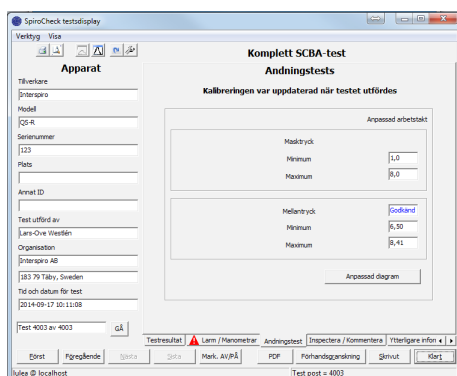 SpiroCheck testsdisplay
Verktyg Visa
Apparat
Tillverkare
Interspiro
Modell
QS-R
Serienummer
123
Plats
Annat ID
Test utförd av
Lars-Ove Westlén
Organisation
Interspiro AB
183 79 Täby, Sweden
Tid och datum för test
2014-09-17 10:11:08
Test 4003 av 4003 GÅ
Komplett SCBA-test
Andningstests
Kalibreringen var uppdaterad när testet utfördes
Anpassad arbetstakt
Masktryck
Minimum 1,0
Maximum 8,0
Mellantryck Godkänd
Minimum 6,50
Maximum 8,41
Anpassad diagram
Testresultat Larm / Manometrar Andningstest Inspectera / Kommentera Ytterligare infon
Först Föregående Nästa Sista Mark. AV/PÅ PDF Förhandsgranskning Skrivut Klart
lulea @ localhost Test post = 4003